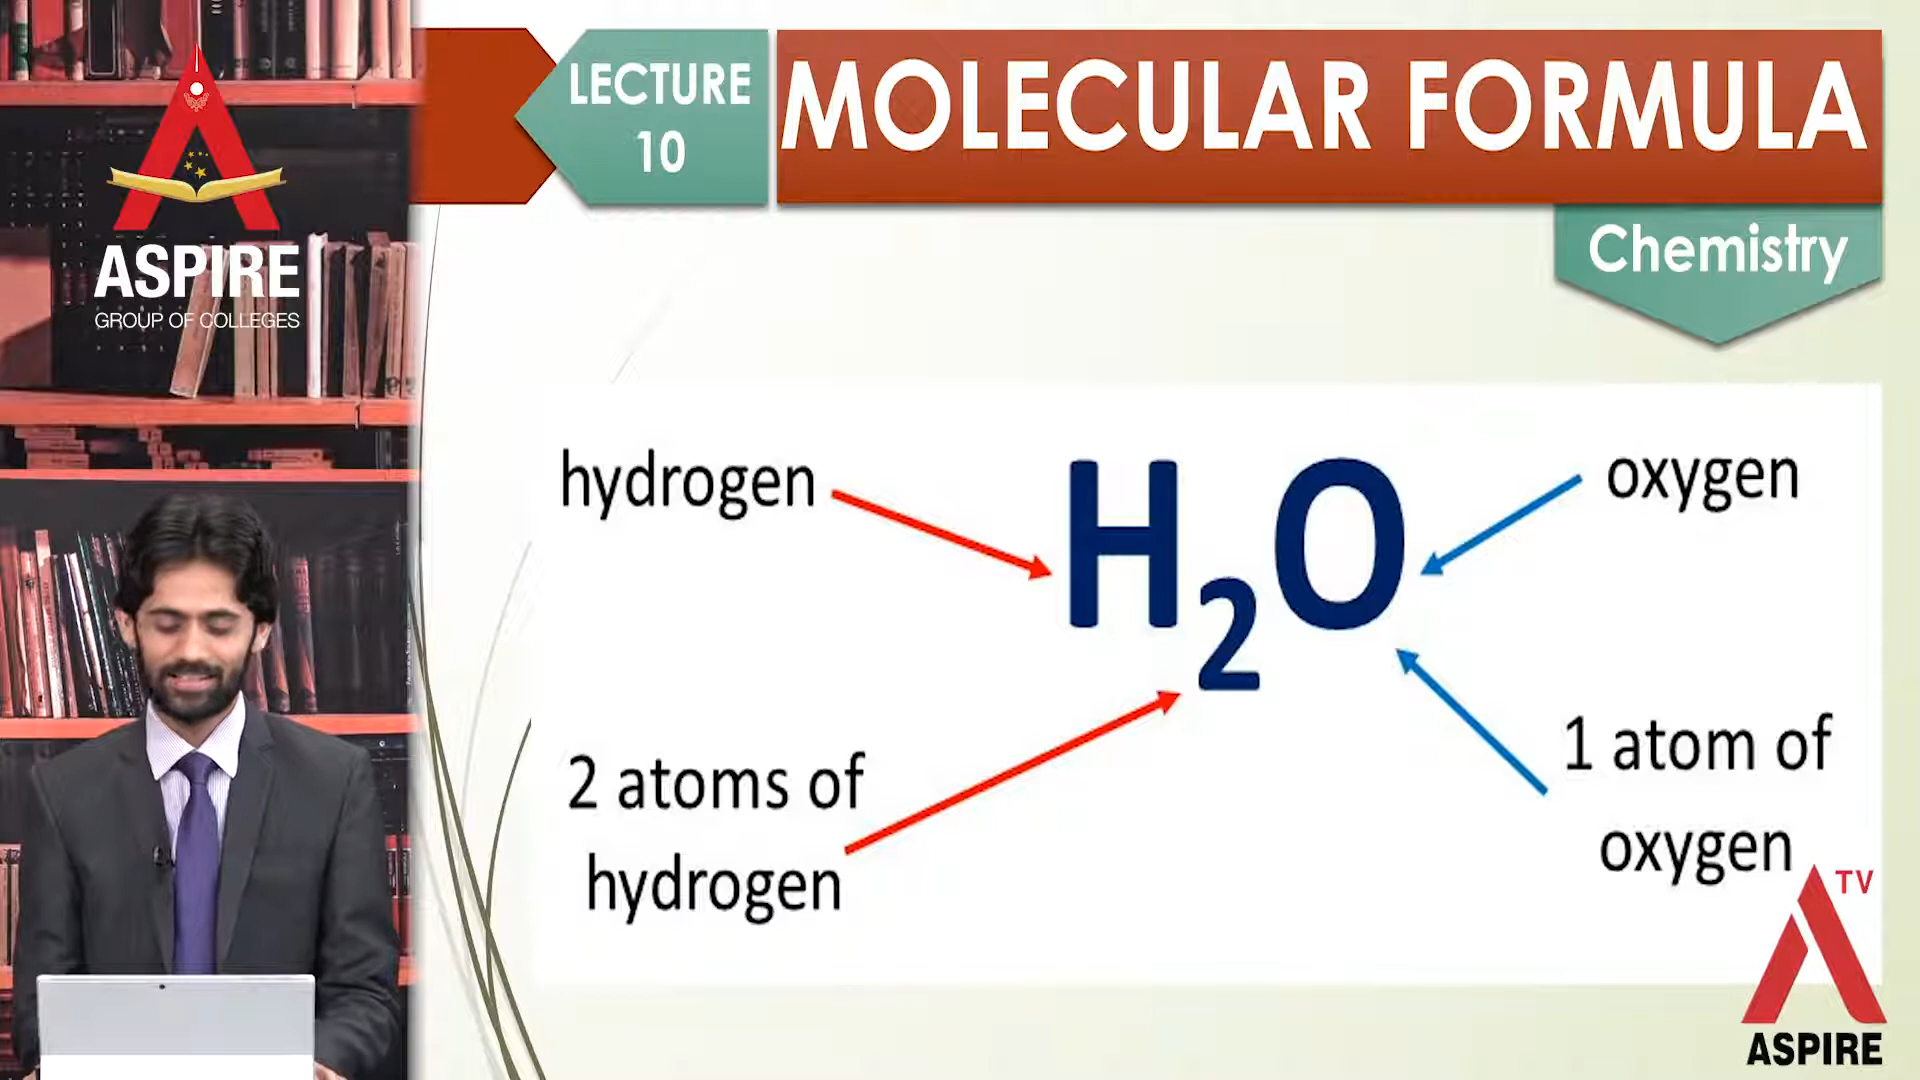 ASPIRE
GROUP OF COLLEGES
LECTURE
10
MOLECULAR FORMULA
Chemistry
hydrogen
H₂O
oxygen
2 atoms of
hydrogen
1 atom of
oxygen
TV
ASPIRE